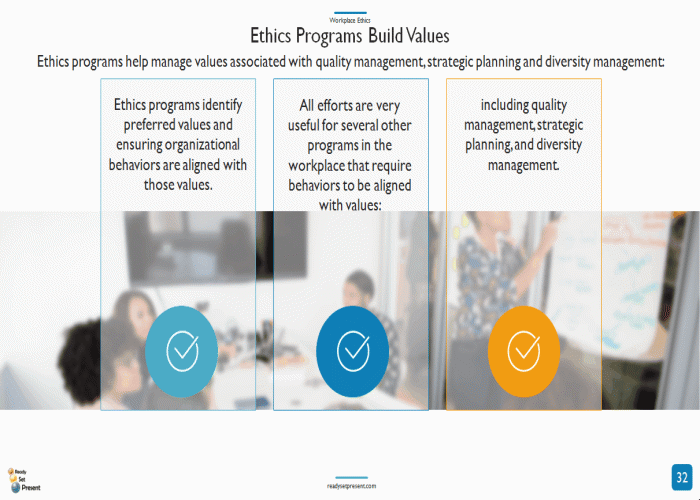 Workplace Ethics
Ethics Programs Build Values
Ethics programs help manage values associated with quality management, strategic planning and diversity management:
Ethics programs identify
preferred values and
ensuring organizational
behaviors are aligned with
those values.
All efforts are very
useful for several other
programs in the
workplace that require
behaviors to be aligned
with values:
including quality
management, strategic
planning, and diversity
management.
Ready
Set
Present
readysetpresent.com
32